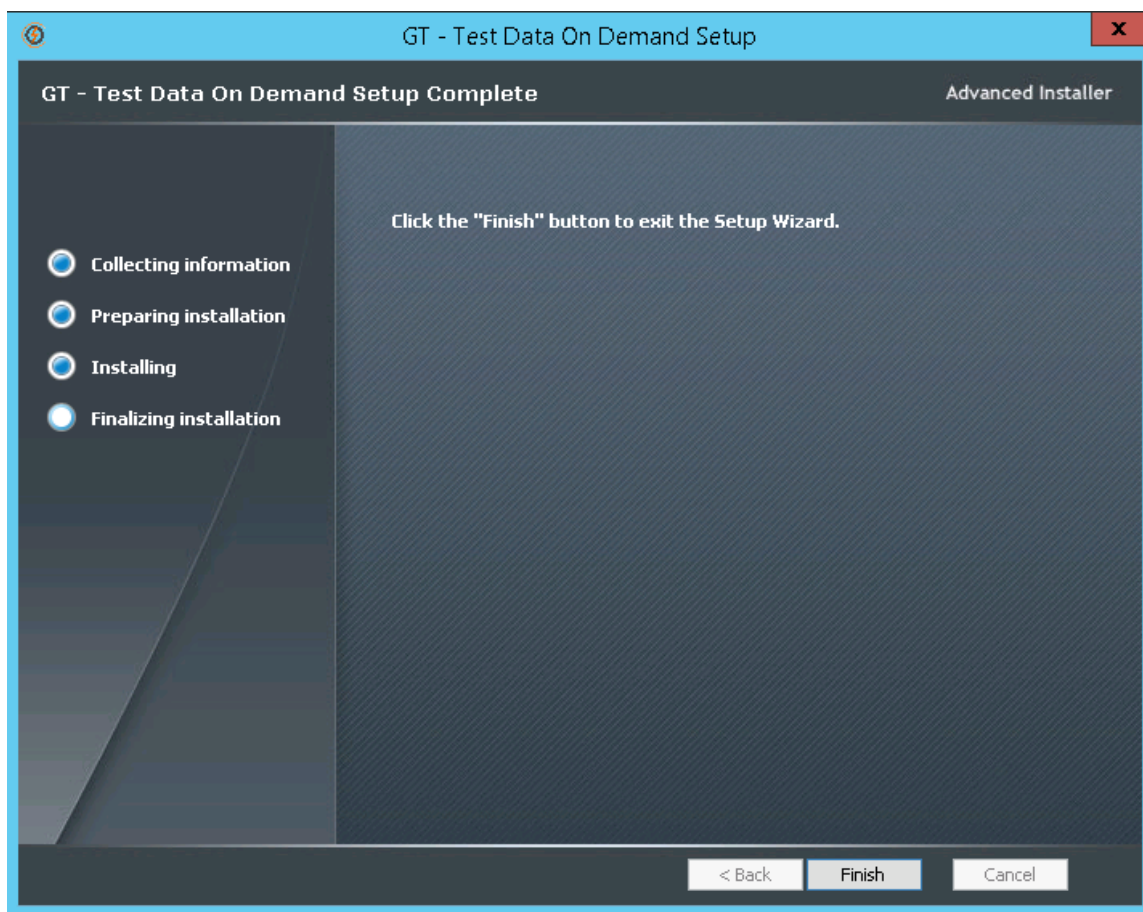 GT - Test Data On Demand Setup
x
GT - Test Data On Demand Setup Complete
Advanced Installer
Click the "Finish" button to exit the Setup Wizard.
Collecting information
Preparing installation
Installing
Finalizing installation
< Back
Finish
Cancel